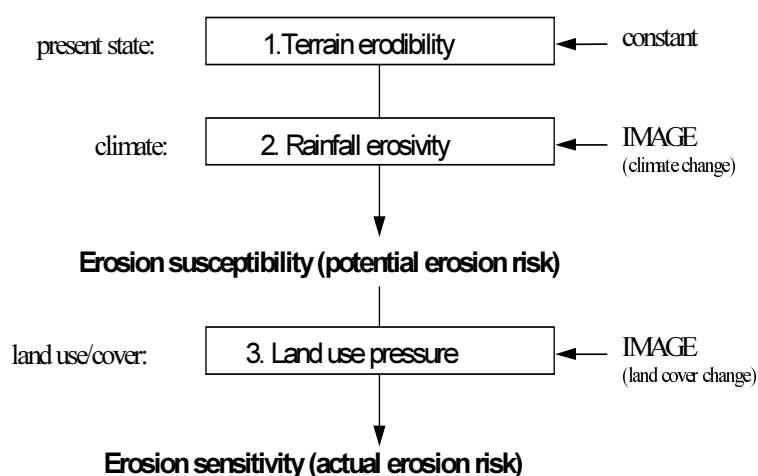 present state: 1.Terrain erodibility constant
climate: 2. Rainfall erosivity IMAGE
(climate change)
Erosion susceptibility (potential erosion risk)
land use/cover: 3. Land use pressure IMAGE
(land cover change)
Erosion sensitivity (actual erosion risk)